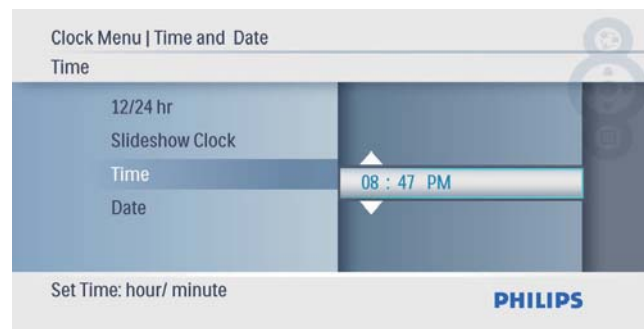 Clock Menu | Time and Date
Time
12/24 hr
Slideshow Clock
Time
08 : 47 PM
Date
Set Time: hour/ minute
PHILIPS